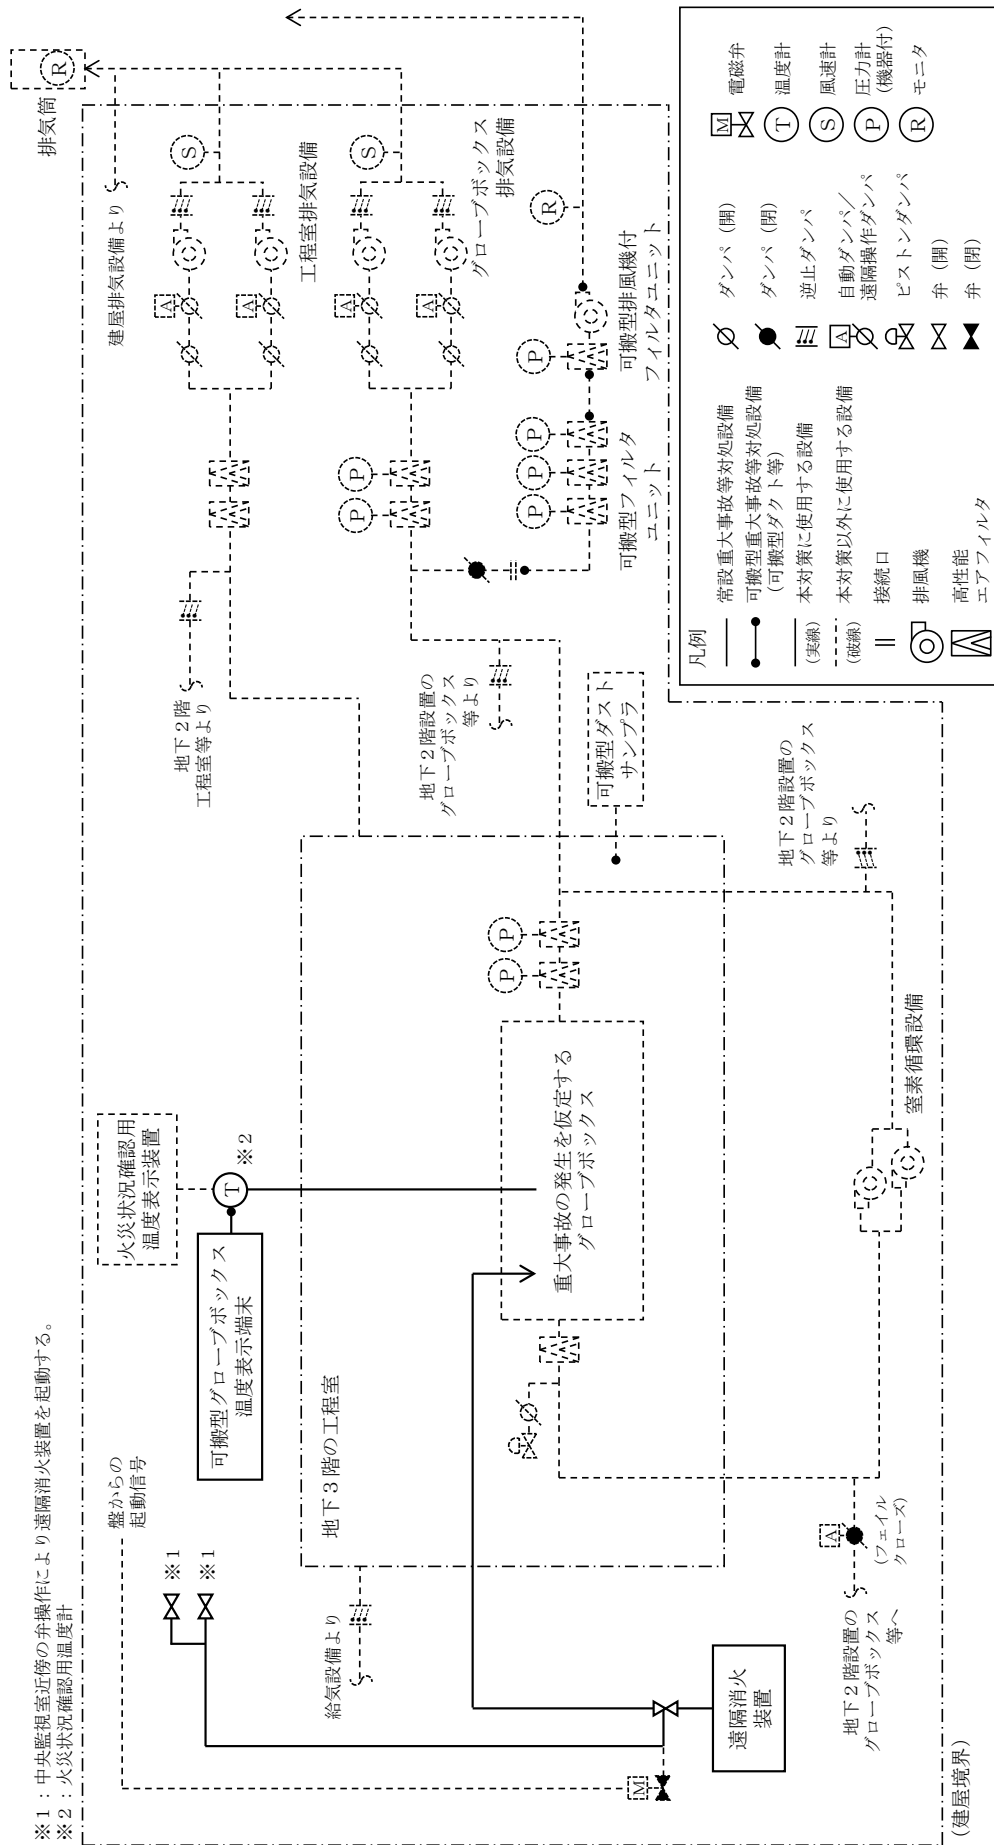 ※1：中央監視室近傍の弁操作により遠隔消火装置を起動する。
※2：火災状況確認用温度計
盤からの
起動信号
※1
※1
給気設備より
M
遠隔消火
装置
(建屋境界)
地下2階設置の
グローブボックス
等へ
A
(フェイル
クローズ)
地下3階の工程室
可搬型グローブボックス
温度表示端末
火災状況確認用
温度表示装置
T
※2
重大事故の発生を仮定する
グローブボックス
P
P
窒素循環設備
地下2階設置の
グローブボックス
等より
可搬型ダスト
サンプラ
地下2階
工程室等より
地下2階設置の
グローブボックス
等より
P
P
P
P
P
可搬型フィルタ
ユニット
P
可搬型排風機付
フィルタユニット
R
A
A
A
A
S
S
工程室排気設備
グローブボックス
排気設備
建屋排気設備より
排気筒
R
凡例
常設重大事故等対処設備
可搬型重大事故等対処設備
(可搬型ダクト等)
(実線)
本対策に使用する設備
(破線)
本対策以外に使用する設備
接続口
排風機
高性能
エアフィルタ
ダンパ（開）
ダンパ（閉）
逆止ダンパ
A
自動ダンパ／
遠隔操作ダンパ
ピストンダンパ
弁（開）
弁（閉）
M
電磁弁
T
温度計
S
風速計
P
圧力計
(機器付)
R
モニタ